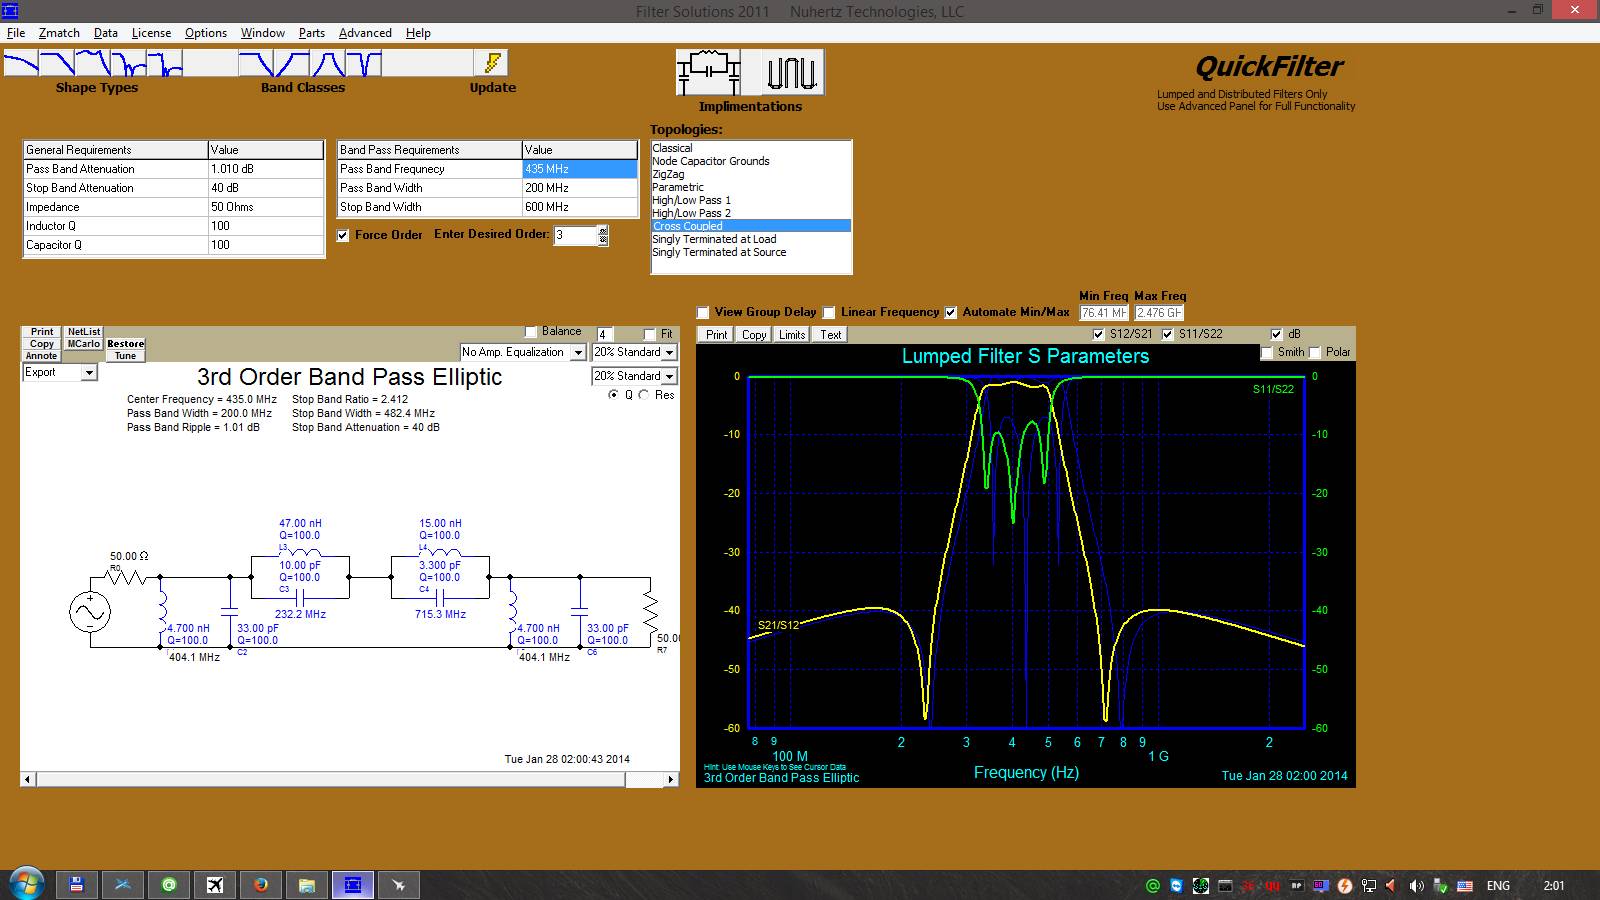 Filter Solutions 2011 Nuhertz Technologies, LLC
File Zmatch Data License Options Window Parts Advanced Help
Shape Types Band Classes Update
Implimentations
QuickFilter
Lumped and Distributed Filters Only
Use Advanced Panel for Full Functionality
General Requirements Value
Pass Band Attenuation 1.010 dB
Stop Band Attenuation 40 dB
Impedance 50 Ohms
Inductor Q 100
Capacitor Q 100
Band Pass Requirements Value
Pass Band Frequnecy 435 MHz
Pass Band Width 200 MHz
Stop Band Width 600 MHz
Force Order Enter Desired Order: 3
Topologies:
Classical
Node Capacitor Grounds
ZigZag
Parametric
High/Low Pass 1
High/Low Pass 2
Cross Coupled
Singly Terminated at Load
Singly Terminated at Source
Min Freq Max Freq
View Group Delay Linear Frequency Automate Min/Max 76.41 MH 2.476 GH
Print NetList Balance 4 Fit
Copy MCarlo Restore
Annote Tune No Amp. Equalization 20% Standard
Export 20% Standard
Q Res
3rd Order Band Pass Elliptic
Center Frequency = 435.0 MHz Stop Band Ratio = 2.412
Pass Band Width = 200.0 MHz Stop Band Width = 482.4 MHz
Pass Band Ripple = 1.01 dB Stop Band Attenuation = 40 dB
47.00 nH 15.00 nH
Q=100.0 Q=100.0
L3 L4
50.00 Ω 10.00 pF 3.300 pF
R0 Q=100.0 Q=100.0
C3 C4
232.2 MHz 715.3 MHz
4.700 nH 33.00 pF 4.700 nH 33.00 pF 50.0
Q=100.0 Q=100.0 Q=100.0 Q=100.0 R7
404.1 MHz C2 404.1 MHz C6
Tue Jan 28 02:00:43 2014
Print Copy Limits Text S12/S21 S11/S22 dB
Smith Polar
Lumped Filter S Parameters
0 0
S11/S22
-10 -10
-20 -20
-30 -30
-40 -40
S21/S12
-50 -50
-60 -60
8 9 2 3 4 5 6 7 8 9 2
100 M 1 G
Hint: Use Mouse Keys to See Cursor Data
3rd Order Band Pass Elliptic Frequency (Hz) Tue Jan 28 02:00 2014
ENG 2:01